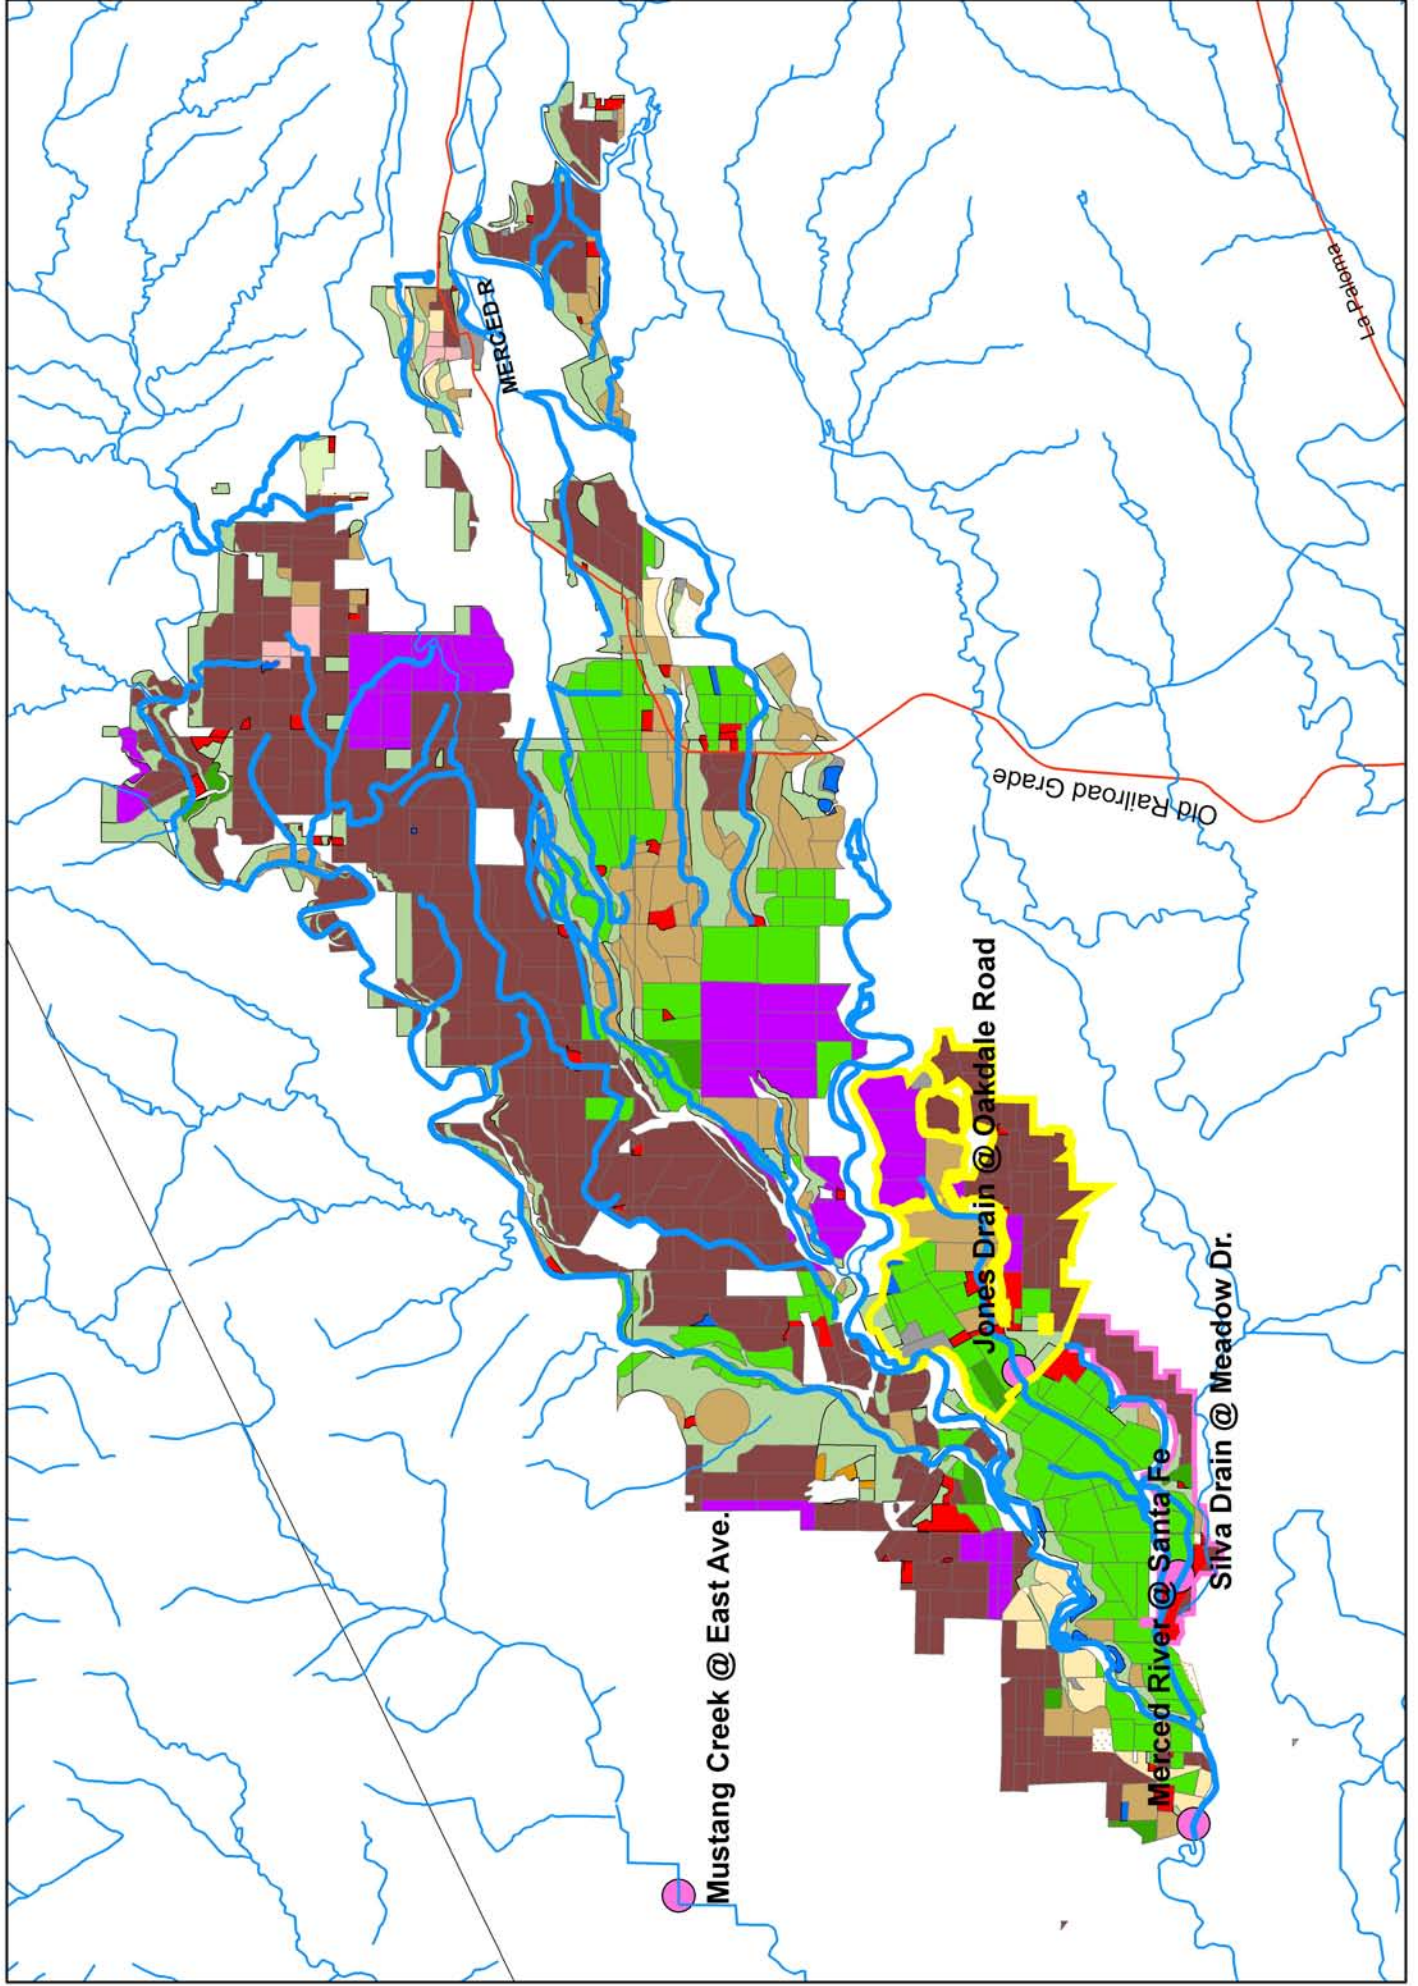 MERCED R
La Paloma
Old Railroad Grade
Jones Drain @ Oakdale Road
Mustang Creek @ East Ave.
Merced River @ Santa Fe
Silva Drain @ Meadow Dr.